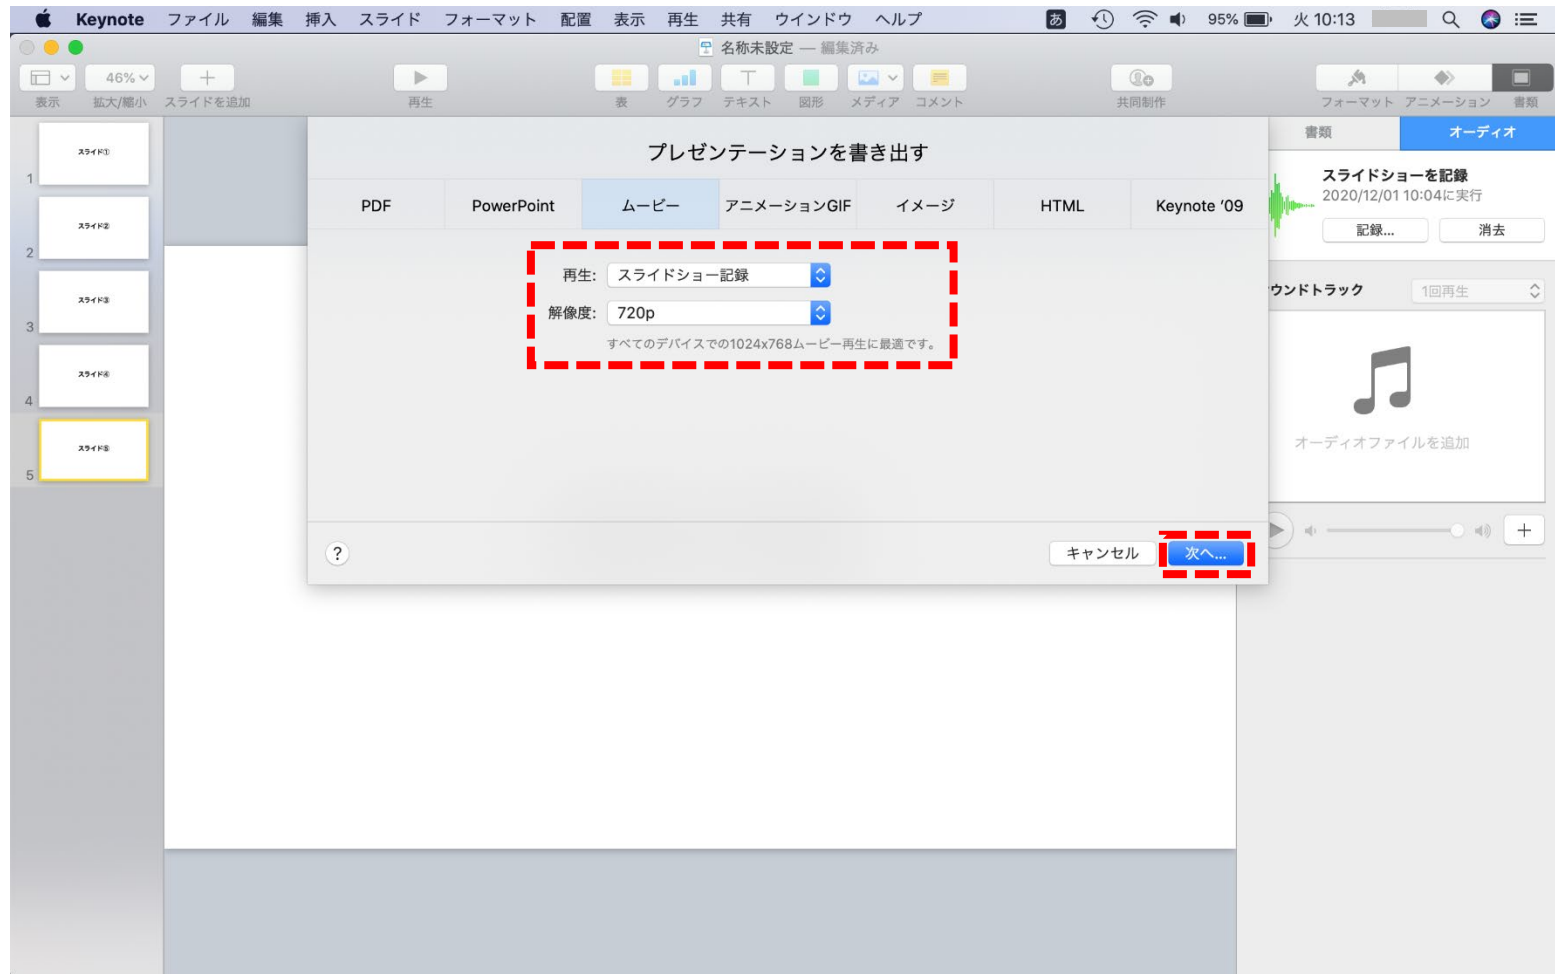 Keynote ファイル 編集 挿入 スライド フォーマット 配置 表示 再生 共有 ウインドウ ヘルプ あ 95% 火 10:13
名称未設定 — 編集済み
46%
表示 拡大/縮小 スライドを追加 再生 表 グラフ テキスト 図形 メディア コメント 共同制作 フォーマット アニメーション 書類
スライド①
1
スライド②
2
スライド③
3
スライド④
4
スライド⑤
5
プレゼンテーションを書き出す
PDF PowerPoint ムービー アニメーションGIF イメージ HTML Keynote '09
再生: スライドショー記録
解像度: 720p
すべてのデバイスでの1024x768ムービー再生に最適です。
? キャンセル 次へ...
書類 オーディオ
スライドショーを記録
2020/12/01 10:04に実行
記録... 消去
ウンドトラック 1回再生
オーディオファイルを追加